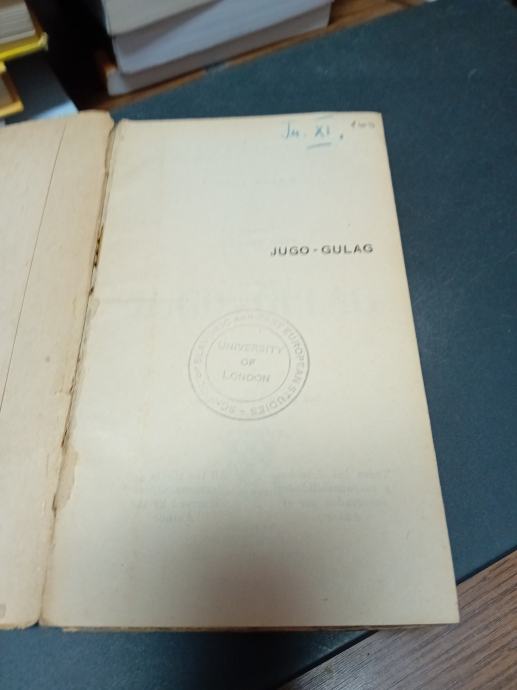 Ju. XI,
JUGO-GULAG
SCHOOL OF SLAVONIC AND EAST EUROPEAN STUDIES
UNIVERSITY
OF
LONDON